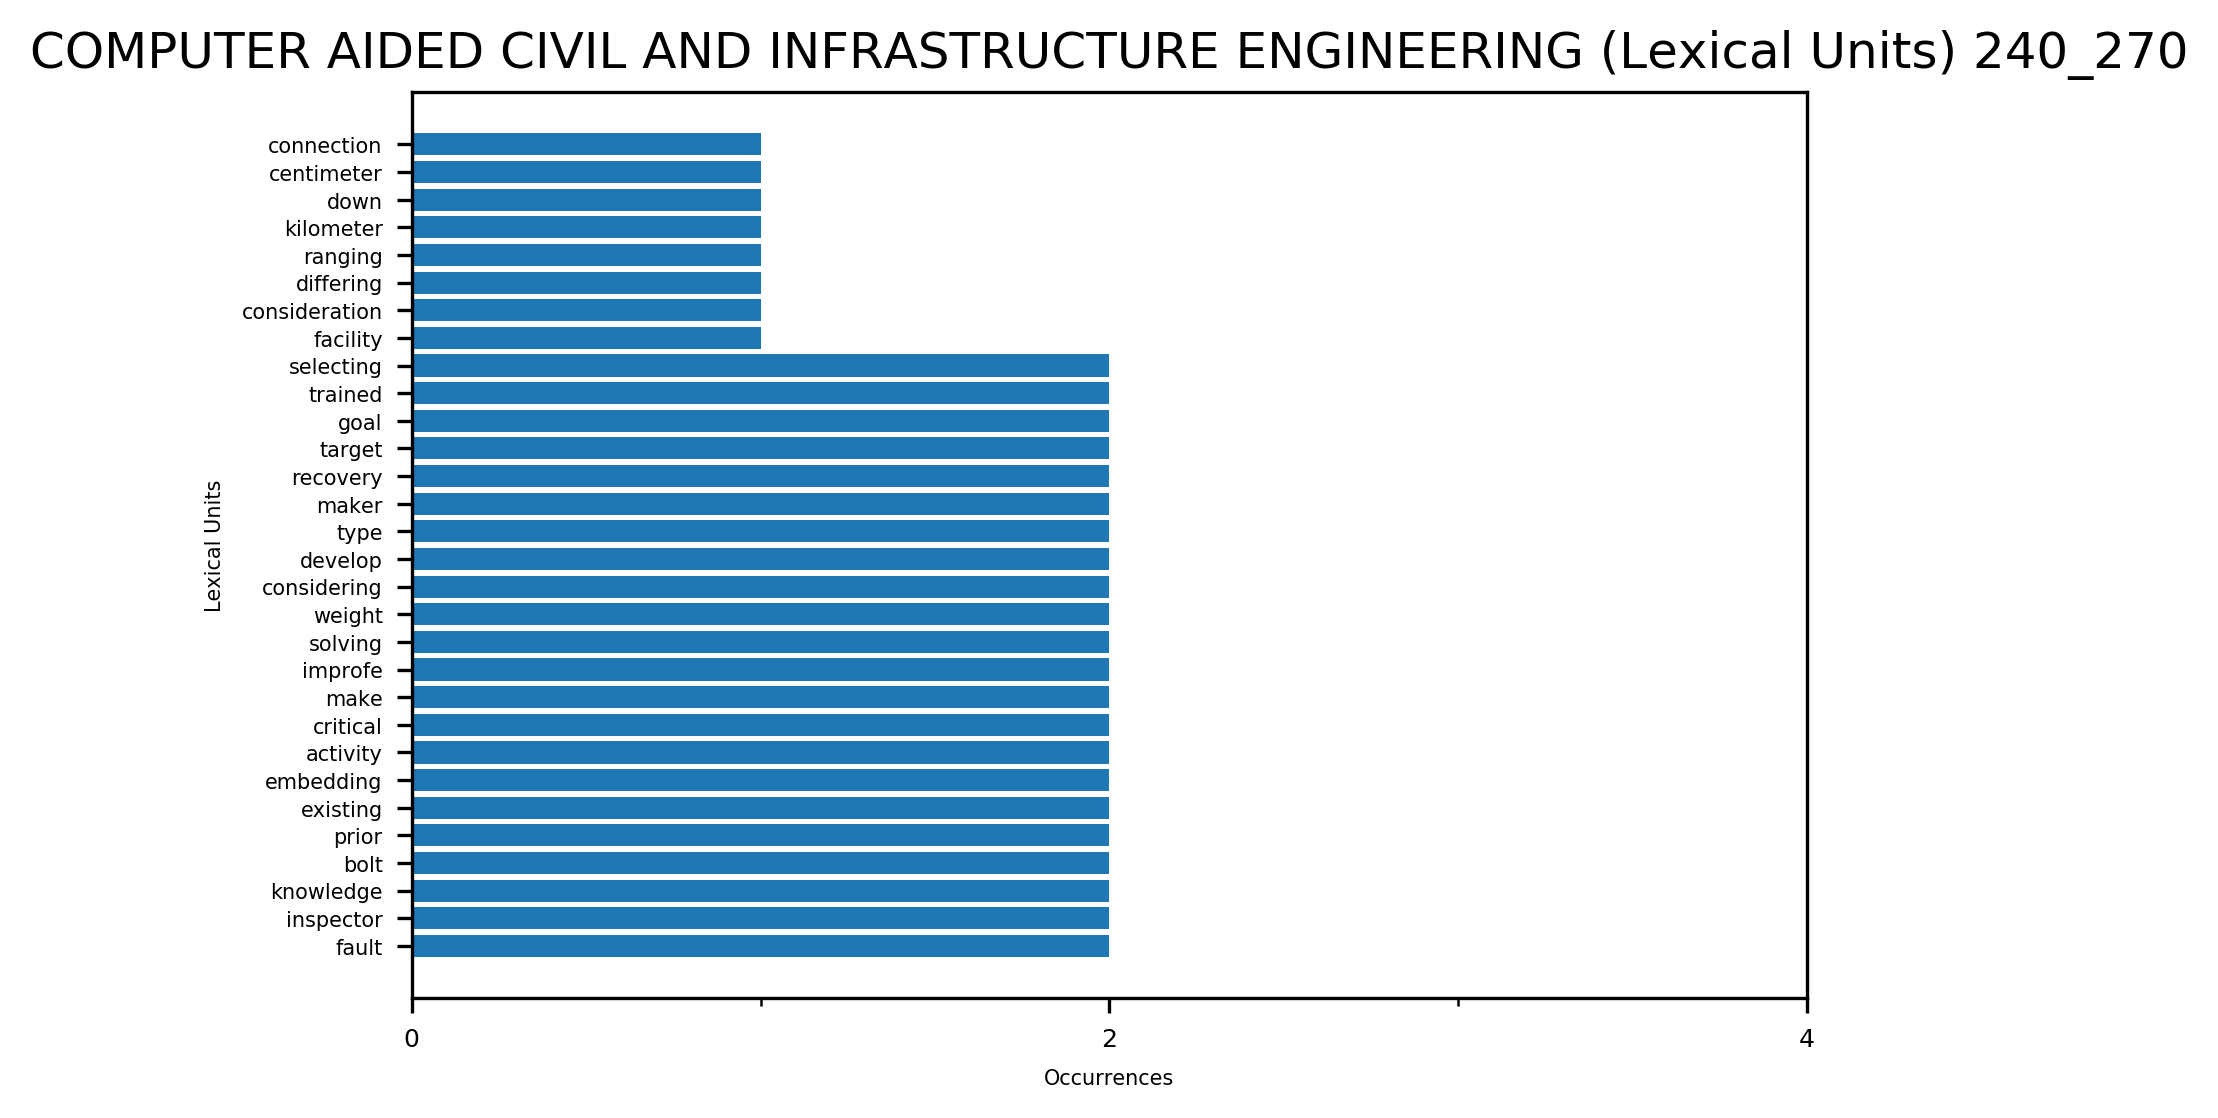 COMPUTER AIDED CIVIL AND INFRASTRUCTURE ENGINEERING (Lexical Units) 240_270
connection
centimeter
down
kilometer
ranging
differing
consideration
facility
selecting
trained
goal
target
recovery
maker
type
develop
considering
weight
solving
improfe
make
critical
activity
embedding
existing
prior
bolt
knowledge
inspector
fault
Lexical Units
0 2 4
Occurrences